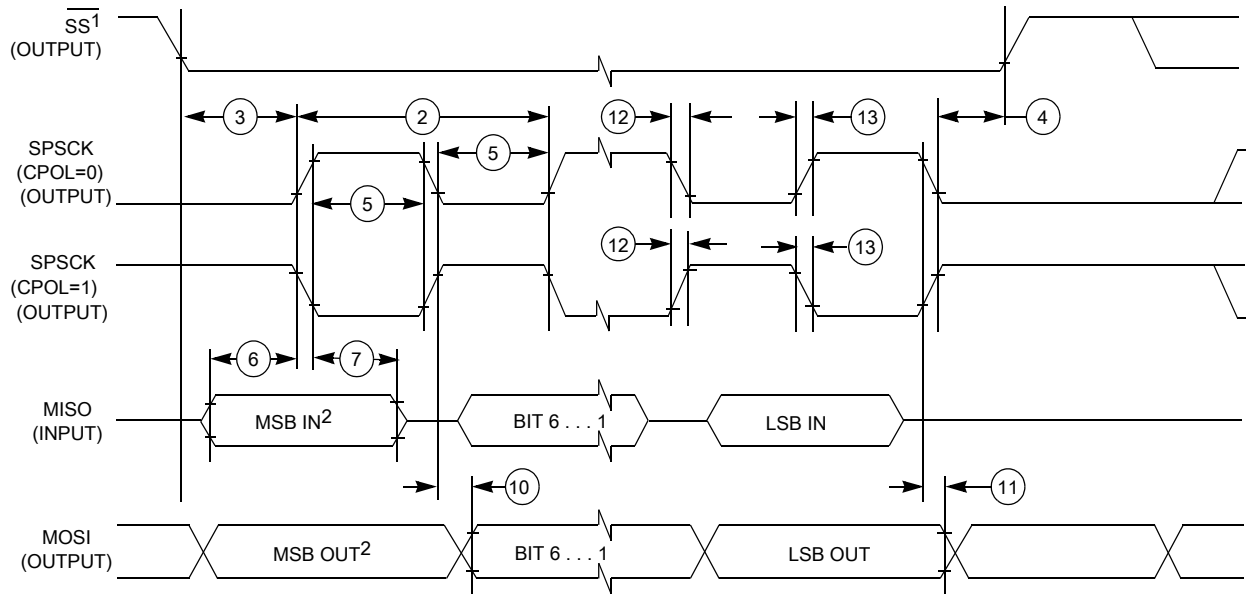 SS1
(OUTPUT)
3
2
12
13
4
SPSCK
(CPOL=0)
(OUTPUT)
5
5
SPSCK
(CPOL=1)
(OUTPUT)
12
13
6
7
MISO
(INPUT)
MSB IN2
BIT 6 . . . 1
LSB IN
10
11
MOSI
(OUTPUT)
MSB OUT2
BIT 6 . . . 1
LSB OUT